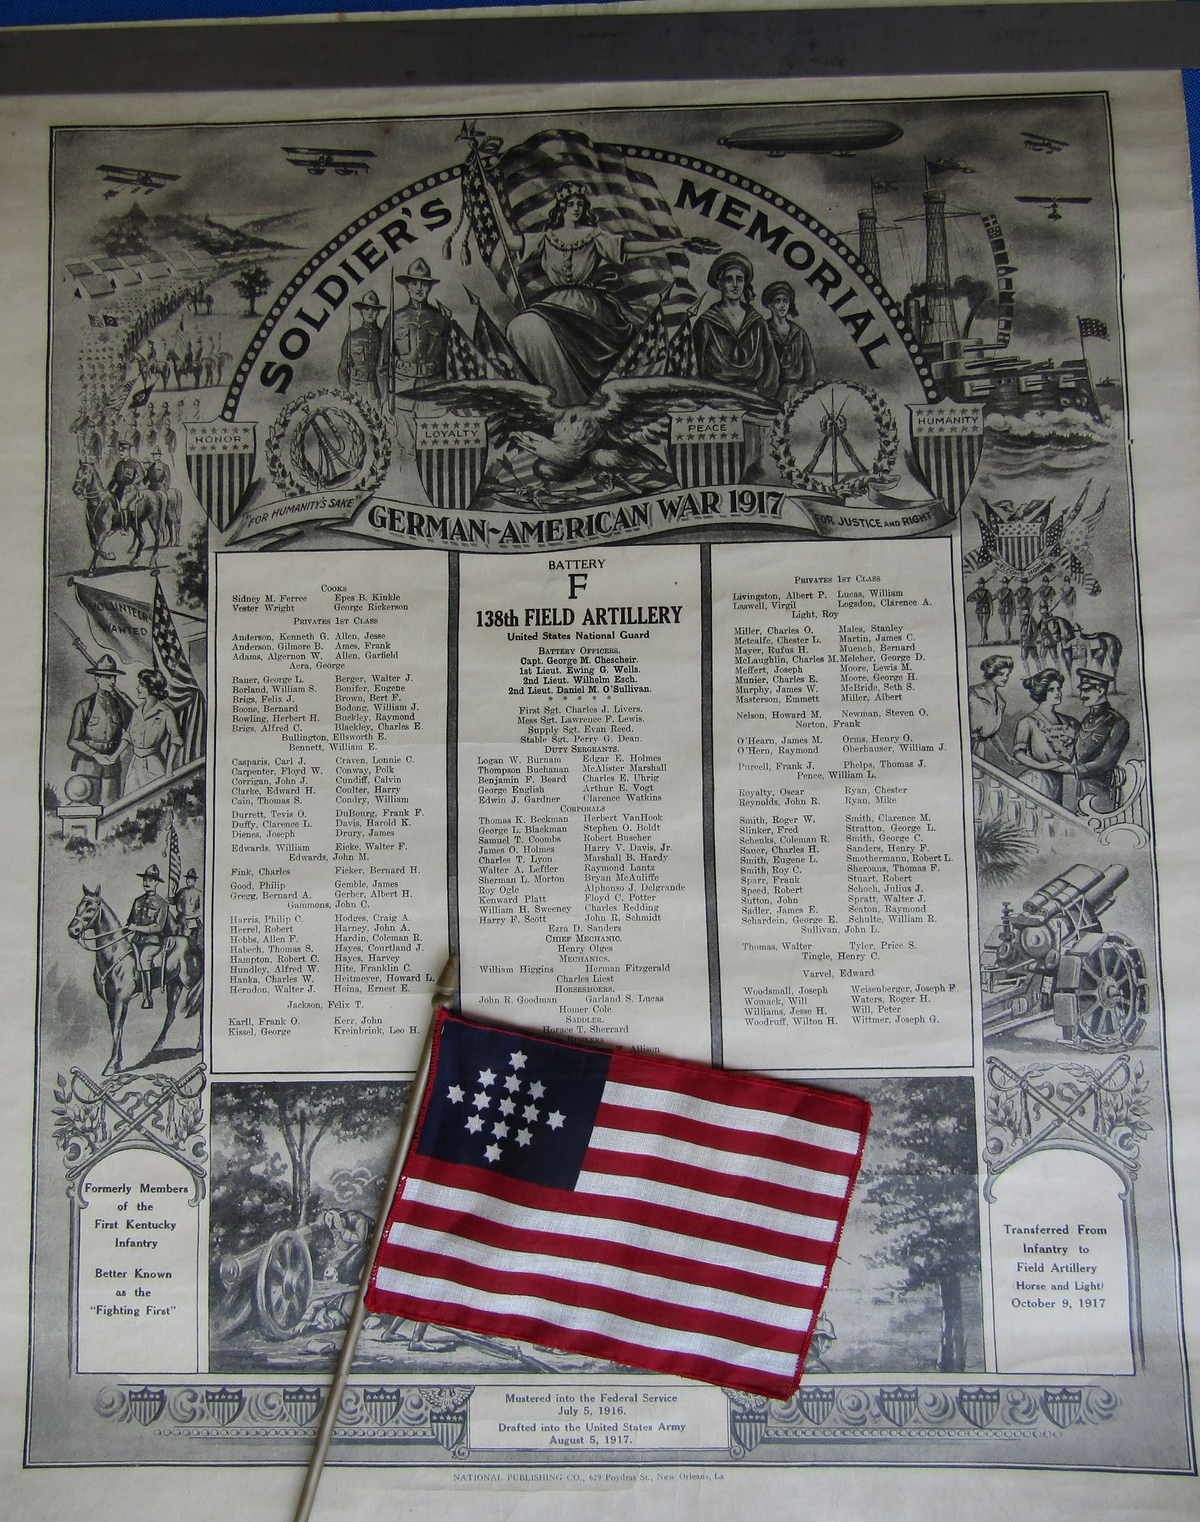 SOLDIER'S MEMORIAL
HONOR
LOYALTY
PEACE
HUMANITY
"FOR HUMANITY'S SAKE"
GERMAN-AMERICAN WAR 1917
FOR JUSTICE AND RIGHT
VOLUNTEERS WANTED
WELCOME HOME
COOKS
Sidney M. Ferree Epes B. Kinkle
Vester Wright George Rickerson
PRIVATES 1ST CLASS
Anderson, Kenneth G. Allen, Jesse
Anderson, Gilmore B. Ames, Frank
Adams, Algernon W. Allen, Garfield
Acra, George
Bauer, George L. Berger, Walter J.
Borland, William S. Bonifer, Eugene
Brigs, Felix J. Brown, Bert F.
Boone, Bernard Bodong, William J.
Bowling, Herbert H. Buckley, Raymond
Brigs, Alfred C. Blackley, Charles E.
Bullington, Ellsworth E.
Bennett, William E.
Casparis, Carl J. Craven, Lonnie C.
Carpenter, Floyd W. Conway, Polk
Corrigan, John J. Cundiff, Calvin
Clarke, Edward H. Coulter, Harry
Cain, Thomas S. Condry, William
Durrett, Tevis O. DuBourg, Frank F.
Duffy, Clarence L. Davis, Harold K.
Dienes, Joseph Drury, James
Edwards, William Eicke, Walter F.
Edwards, John M.
Fink, Charles Ficker, Bernard H.
Good, Philip Gemble, James
Gregg, Bernard A. Gerber, Albert H.
Gammons, John C.
Harris, Philip C. Hodges, Craig A.
Herrel, Robert Harney, John A.
Hobbs, Allen F. Hardin, Coleman R.
Habech, Thomas S. Hayes, Courtland J.
Hampton, Robert C. Hayes, Harvey
Hundley, Alfred W. Hite, Franklin C.
Hanka, Charles W. Heitmeyer, Howard L.
Herndon, Walter J. Heina, Ernest E.
Jackson, Felix T.
Karll, Frank O. Kerr, John
Kissel, George Kreinbrink, Leo H.
BATTERY
F
138th FIELD ARTILLERY
United States National Guard
BATTERY OFFICERS.
Capt. George M. Chescheir.
1st Lieut. Ewing G. Wells.
2nd Lieut. Wilhelm Esch.
2nd Lieut. Daniel M. O'Sullivan.
* * * * *
First Sgt. Charles J. Livers.
Mess Sgt. Lawrence F. Lewis.
Supply Sgt. Evan Reed.
Stable Sgt. Perry G. Dean.
DUTY SERGEANTS.
Logan W. Burnam Edgar E. Holmes
Thompson Buchanan McAlister Marshall
Benjamin F. Beard Charles E. Uhrig
George English Arthur E. Vogt
Edwin J. Gardner Clarence Watkins
CORPORALS
Thomas K. Beckman Herbert VanHook
George L. Blackman Stephen O. Boldt
Samuel T. Coombs Robert Buscher
James O. Holmes Harry V. Davis, Jr.
Charles T. Lyon Marshall B. Hardy
Walter A. Leffler Raymond Lantz
Sherman L. Morton Bryan McAuliffe
Roy Ogle Alphonso J. Delgrande
Kenward Platt Floyd C. Potter
William H. Sweeney Charles Redding
Harry F. Scott John R. Schmidt
Ezra D. Sanders
CHIEF MECHANIC.
Henry Olges
MECHANICS.
William Higgins Herman Fitzgerald
Charles Liest
HORSESHOERS.
John R. Goodman Garland S. Lucas
Homer Cole
SADDLER.
Horace T. Sherrard
BUGLERS
T. Allison
PRIVATES 1ST CLASS
Livingston, Albert P. Lucas, William
Laswell, Virgil Logsdon, Clarence A.
Light, Roy
Miller, Charles O. Males, Stanley
Metcalfe, Chester L. Martin, James C.
Mayer, Rufus H. Muench, Bernard
McLaughlin, Charles M. Melcher, George D.
Meffert, Joseph Moore, Lewis M.
Munier, Charles E. Moore, George H.
Murphy, James W. McBride, Seth S.
Masterson, Emmett Miller, Albert
Nelson, Howard M. Newman, Steven O.
Norton, Frank
O'Hearn, James M. Orms, Henry O.
O'Hern, Raymond Oberhauser, William J.
Purcell, Frank J. Phelps, Thomas J.
Pence, William L.
Royalty, Oscar Ryan, Chester
Reynolds, John R. Ryan, Mike
Smith, Roger W. Smith, Clarence M.
Slinker, Fred Stratton, George L.
Schenks, Coleman R. Smith, George C.
Sauer, Charles H. Sanders, Henry F.
Smith, Eugene L. Smothermann, Robert L.
Smith, Roy C. Sheroans, Thomas F.
Sparr, Frank Stuart, Robert
Speed, Robert Schoch, Julius J.
Sutton, John Spratt, Walter J.
Sadler, James E. Seaton, Raymond
Schardein, George E. Schulte, William R.
Sullivan, John L.
Thomas, Walter Tyler, Price S.
Tingle, Henry C.
Varvel, Edward
Woodsmall, Joseph Weisenberger, Joseph F.
Womack, Will Waters, Roger H.
Williams, Jesse H. Will, Peter
Woodruff, Wilton H. Wittmer, Joseph G.
Formerly Members
of the
First Kentucky
Infantry
Better Known
as the
"Fighting First"
Transferred From
Infantry to
Field Artillery
(Horse and Light)
October 9, 1917
Mustered into the Federal Service
July 5, 1916.
Drafted into the United States Army
August 5, 1917.
NATIONAL PUBLISHING CO., 629 Poydras St., New Orleans, La